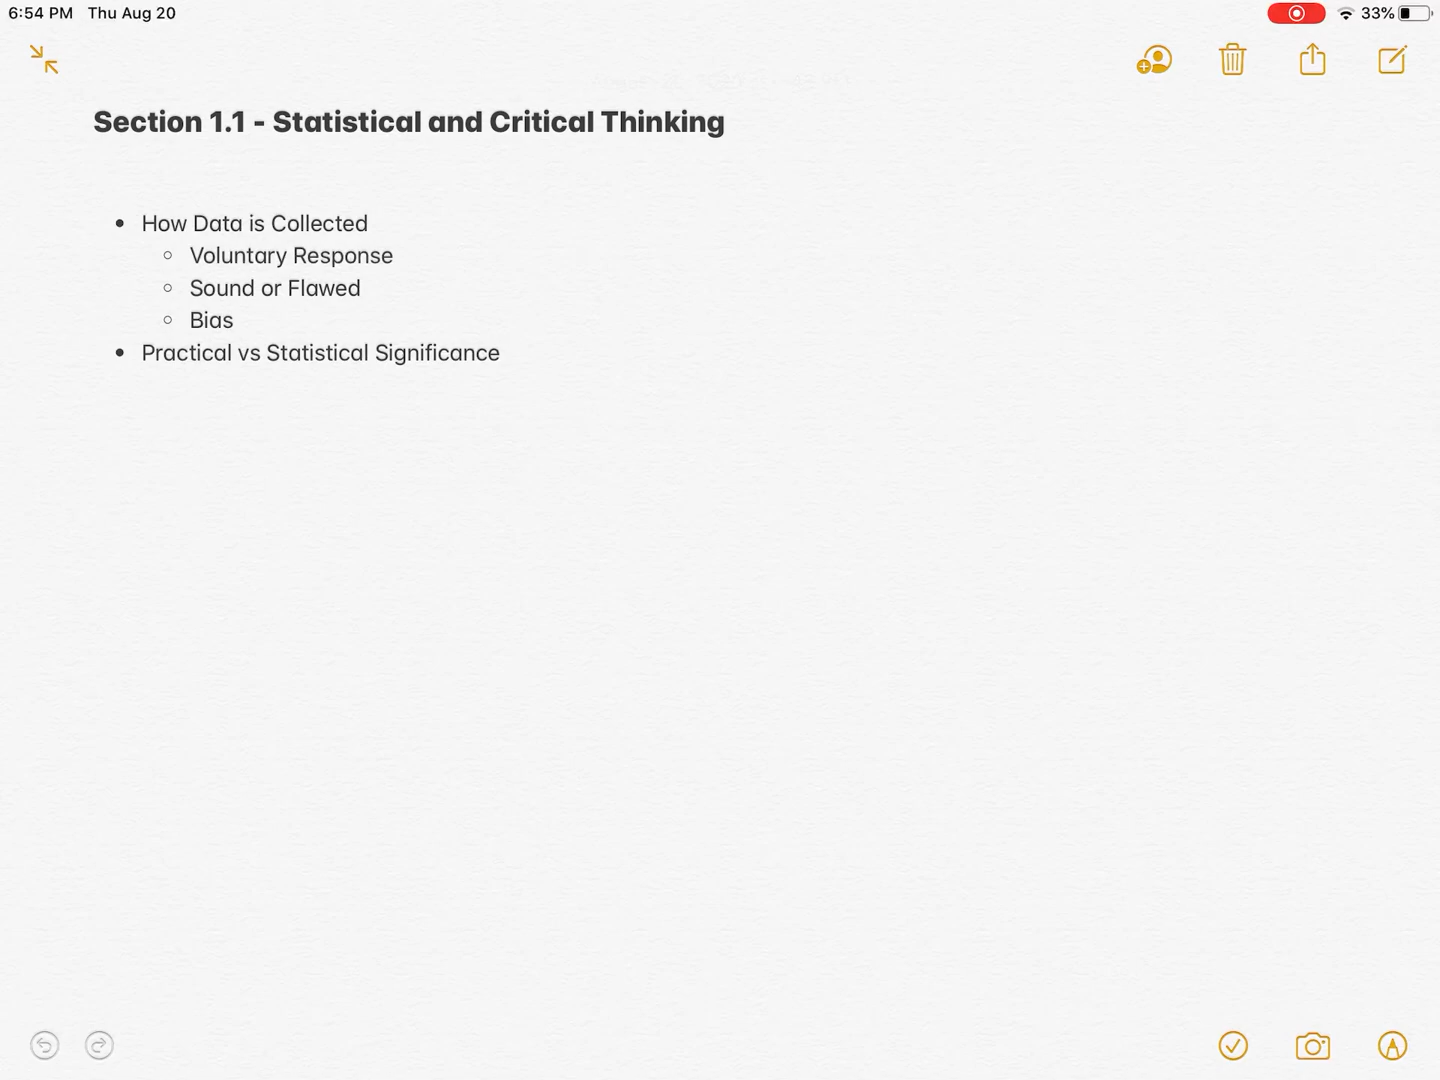 6:54 PM Thu Aug 20 33%
Section 1.1 - Statistical and Critical Thinking
• How Data is Collected
◦ Voluntary Response
◦ Sound or Flawed
◦ Bias
• Practical vs Statistical Significance